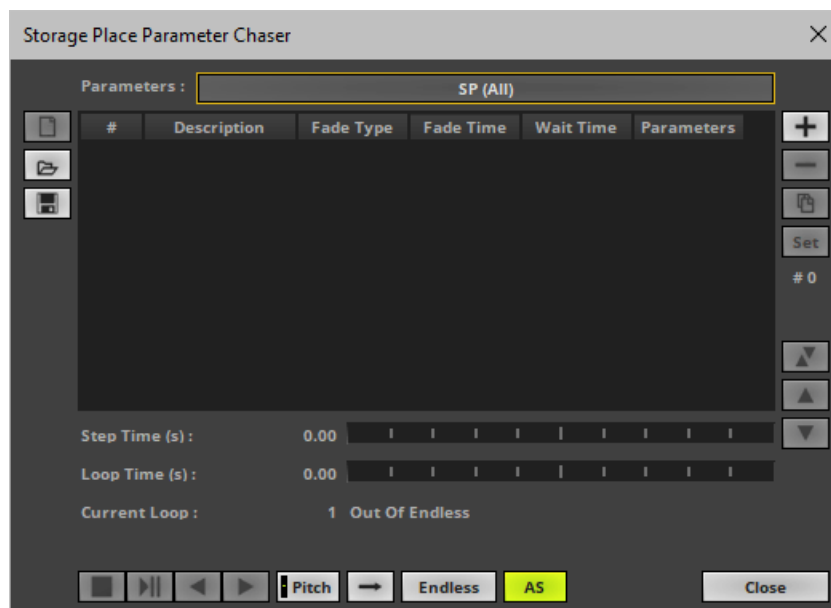 Storage Place Parameter Chaser
Parameters : SP (All)
# Description Fade Type Fade Time Wait Time Parameters
Set
# 0
Step Time (s) : 0.00
Loop Time (s) : 0.00
Current Loop : 1 Out Of Endless
Pitch Endless AS Close